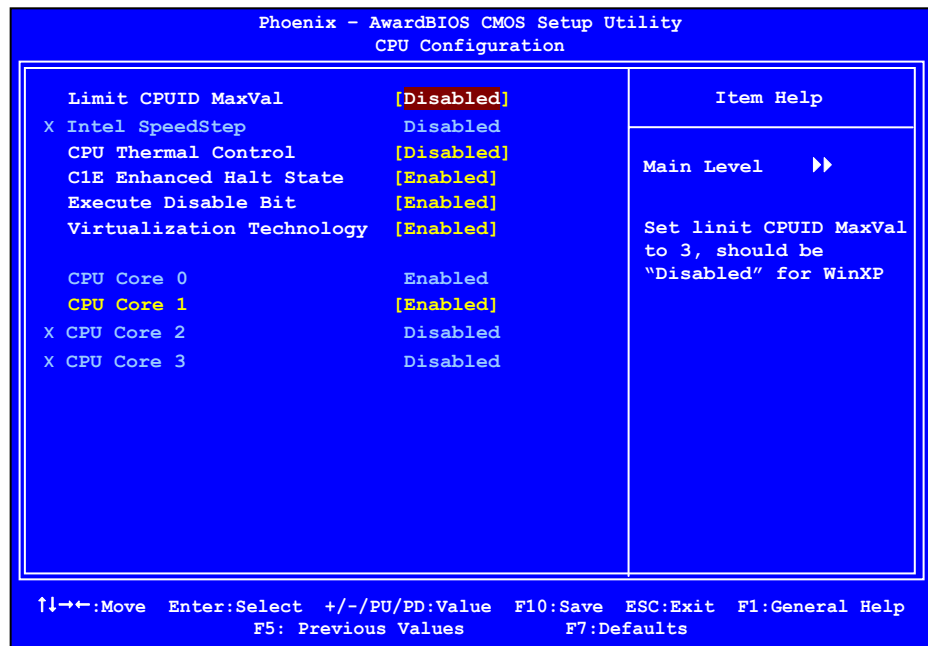 Phoenix – AwardBIOS CMOS Setup Utility
CPU Configuration
Limit CPUID MaxVal [Disabled]
X Intel SpeedStep Disabled
CPU Thermal Control [Disabled]
C1E Enhanced Halt State [Enabled]
Execute Disable Bit [Enabled]
Virtualization Technology [Enabled]
CPU Core 0 Enabled
CPU Core 1 [Enabled]
X CPU Core 2 Disabled
X CPU Core 3 Disabled
Item Help
Main Level
Set linit CPUID MaxVal
to 3, should be
“Disabled” for WinXP
↑↓→←:Move Enter:Select +/-/PU/PD:Value F10:Save ESC:Exit F1:General Help
F5: Previous Values F7:Defaults